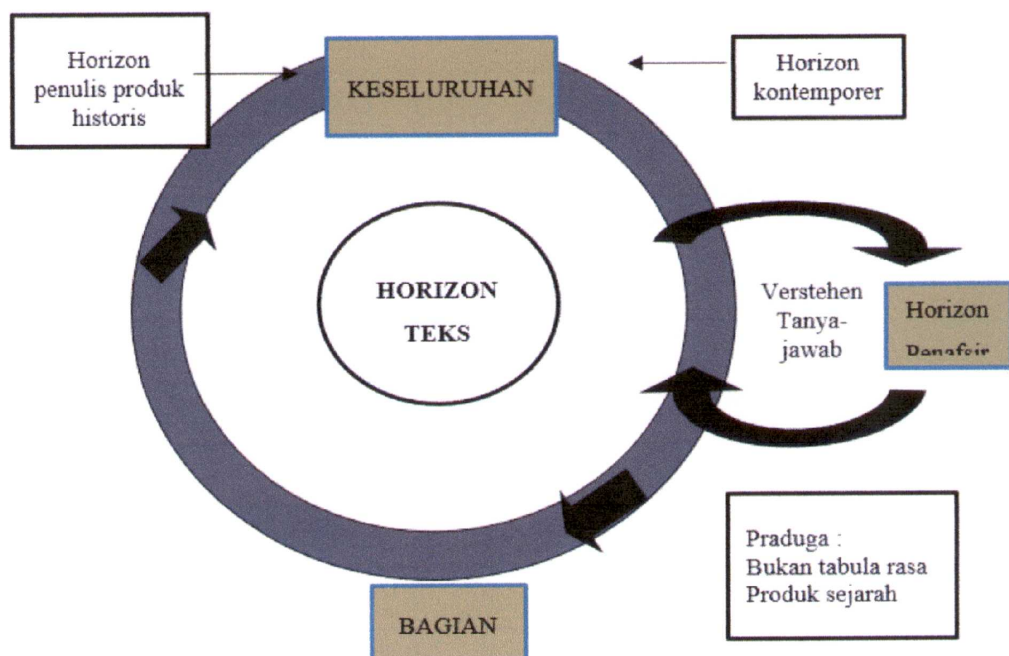 Horizon
penulis produk
historis
KESELURUHAN
Horizon
kontemporer
HORIZON
TEKS
Verstehen
Tanya-
jawab
Horizon
Praduga :
Bukan tabula rasa
Produk sejarah
BAGIAN